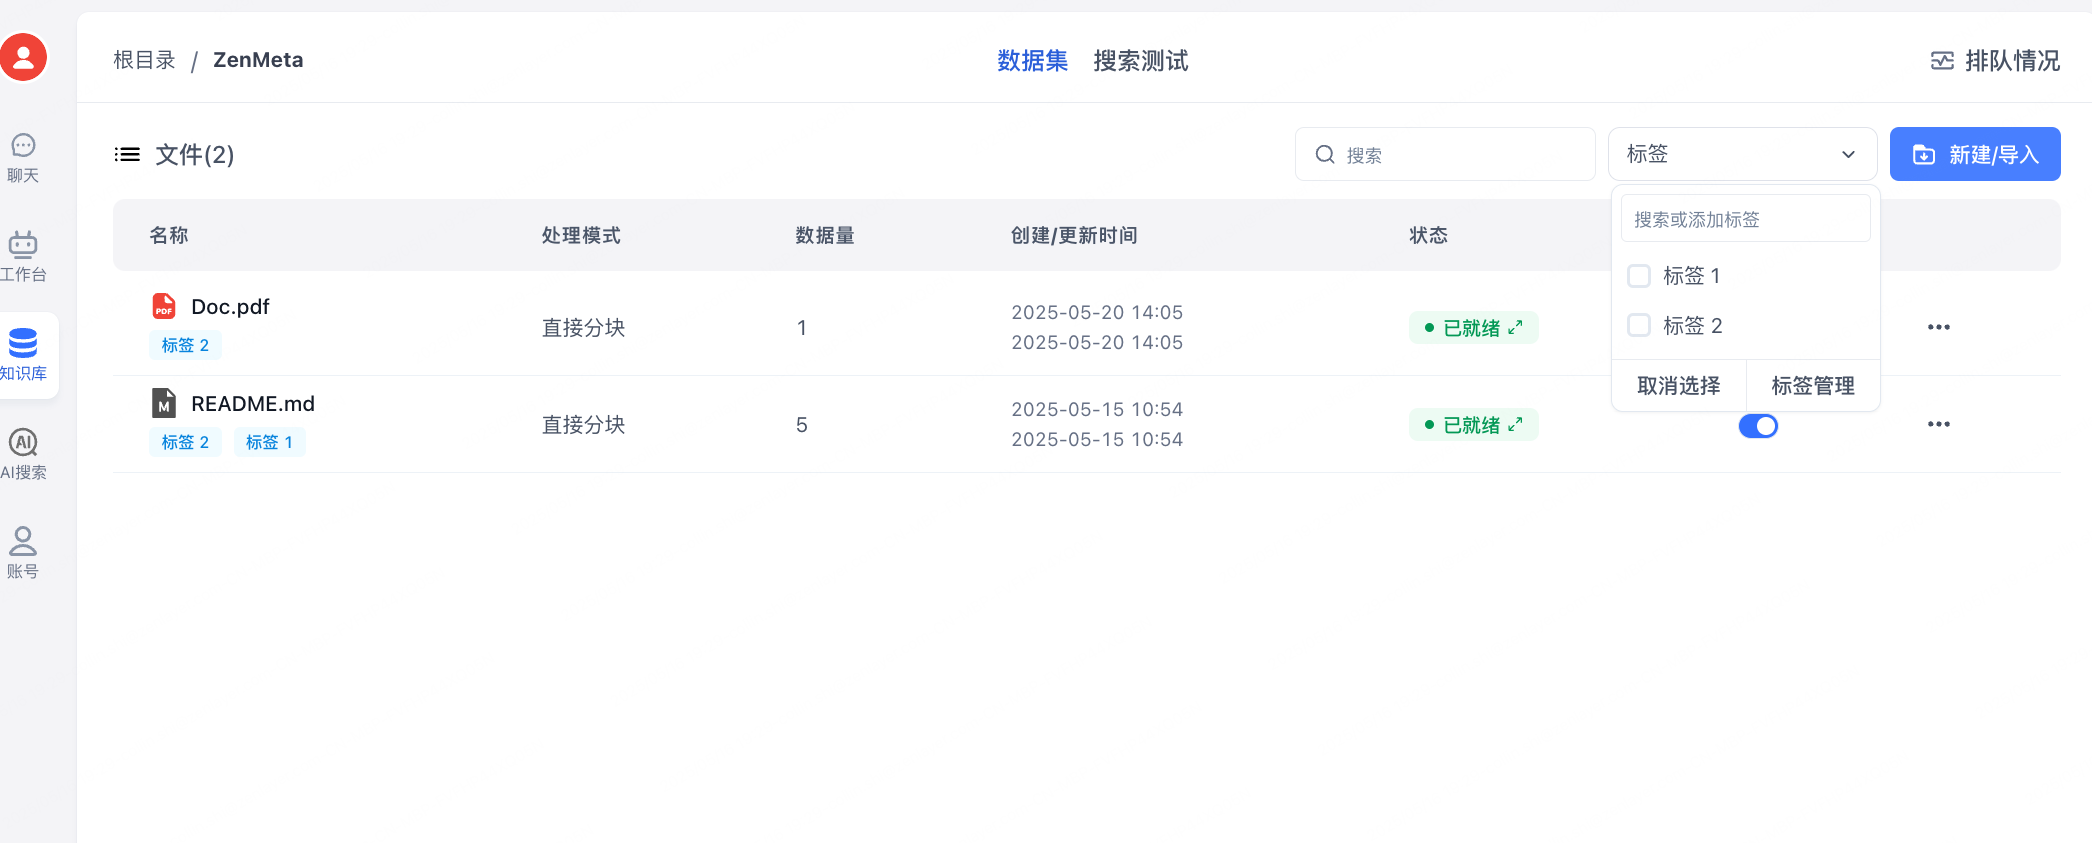 根目录 / ZenMeta
数据集 搜索测试
排队情况
聊天
工作台
知识库
AI搜索
账号
文件(2)
搜索
标签
新建/导入
名称 处理模式 数据量 创建/更新时间 状态
PDF Doc.pdf
标签 2
直接分块
1
2025-05-20 14:05
2025-05-20 14:05
已就绪
M README.md
标签 2 标签 1
直接分块
5
2025-05-15 10:54
2025-05-15 10:54
已就绪
搜索或添加标签
标签 1
标签 2
取消选择 标签管理